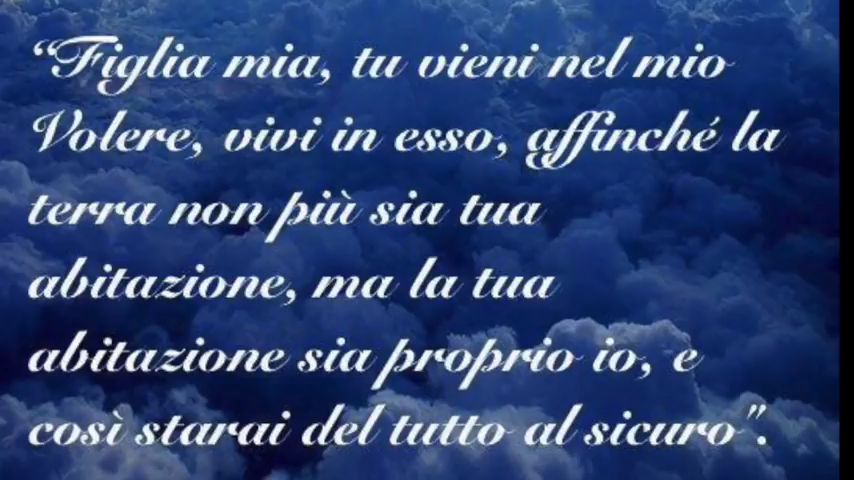 “Figlia mia, tu vieni nel mio
Volere, vivi in esso, affinché la
terra non più sia tua
abitazione, ma la tua
abitazione sia proprio io, e
così starai del tutto al sicuro".